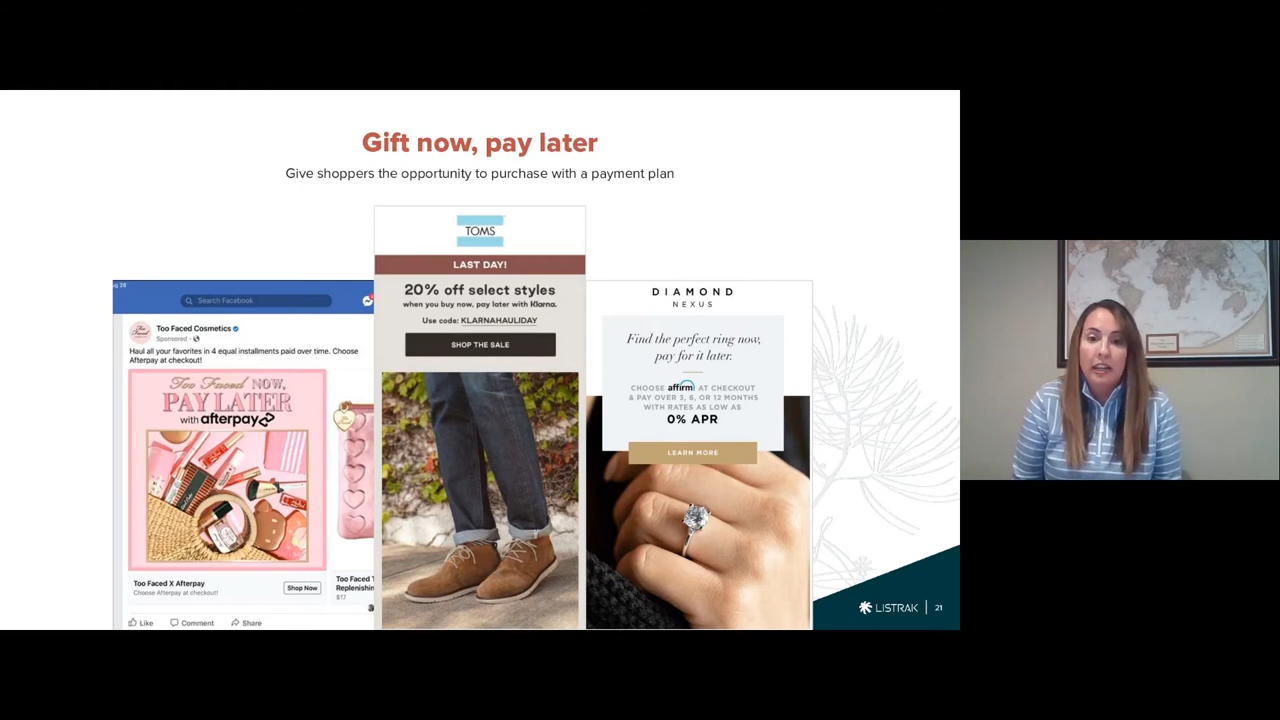 Gift now, pay later
Give shoppers the opportunity to purchase with a payment plan
Search Facebook
Too Faced Cosmetics
Sponsored
Haul all your favorites in 4 equal installments paid over time. Choose
Afterpay at checkout!
Too Faced NOW,
PAY LATER
with afterpay
Too Faced X Afterpay
Choose Afterpay at checkout!
Shop Now
Too Faced
Replenishin
$17
Like
Comment
Share
TOMS
LAST DAY!
20% off select styles
when you buy now, pay later with Klarna.
Use code: KLARNAHAULIDAY
SHOP THE SALE
DIAMOND
NEXUS
Find the perfect ring now,
pay for it later.
CHOOSE affirm AT CHECKOUT
& PAY OVER 3, 6, OR 12 MONTHS
WITH RATES AS LOW AS
0% APR
LEARN MORE
LISTRAK | 21